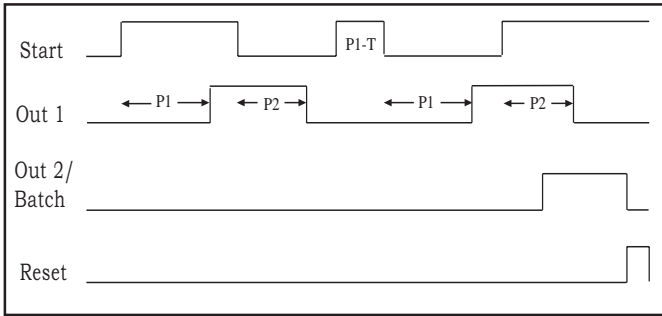 Start
P1-T
Out 1
P1
P2
P1
P2
Out 2/
Batch
Reset